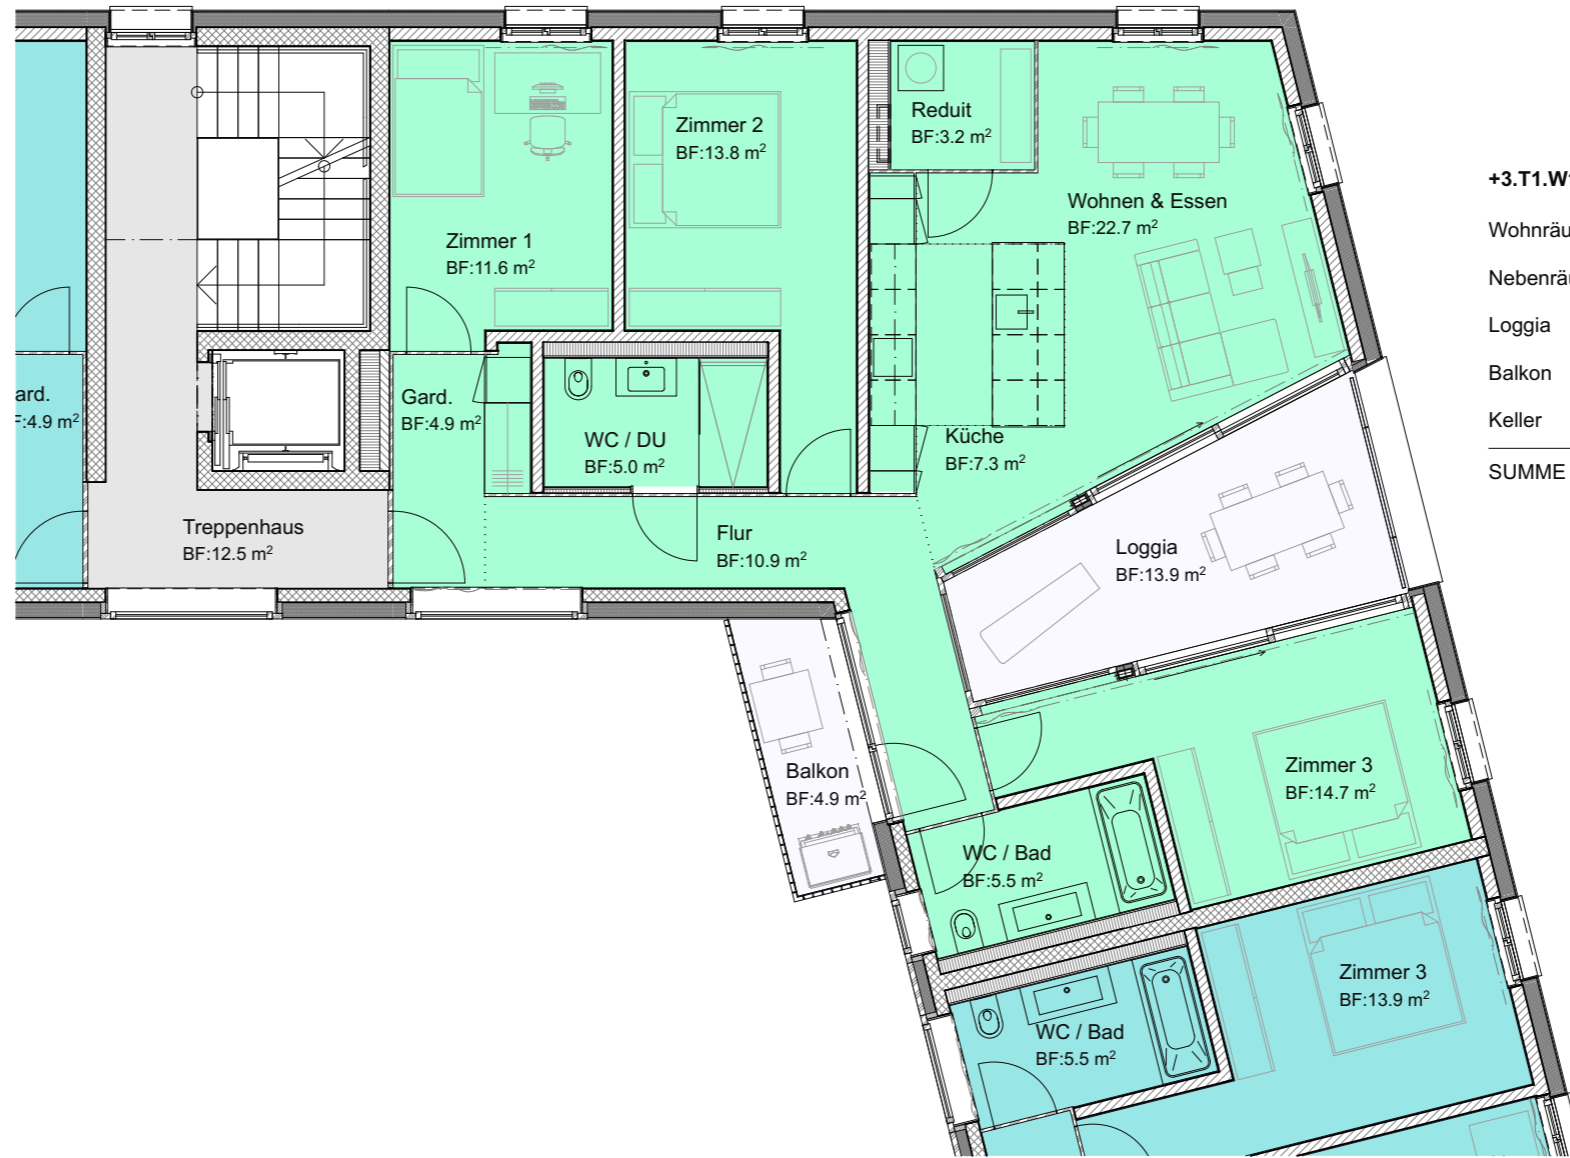 Zimmer 1
BF:11.6 m²
Zimmer 2
BF:13.8 m²
Reduit
BF:3.2 m²
Wohnen & Essen
BF:22.7 m²
+3.T1.W
Wohnräu
Nebenräu
Loggia
Balkon
Keller
SUMME
ard.
F:4.9 m²
Gard.
BF:4.9 m²
WC / DU
BF:5.0 m²
Küche
BF:7.3 m²
Treppenhaus
BF:12.5 m²
Flur
BF:10.9 m²
Loggia
BF:13.9 m²
Balkon
BF:4.9 m²
Zimmer 3
BF:14.7 m²
WC / Bad
BF:5.5 m²
Zimmer 3
BF:13.9 m²
WC / Bad
BF:5.5 m²